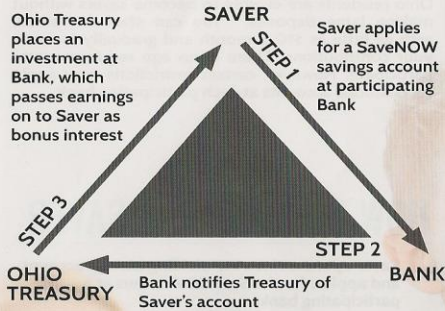 SAVER
Ohio Treasury
places an
investment at
Bank, which
passes earnings
on to Saver as
bonus interest
STEP 1
Saver applies
for a SaveNOW
savings account
at participating
Bank
STEP 3
STEP 2
OHIO
TREASURY
BANK
Bank notifies Treasury of
Saver's account